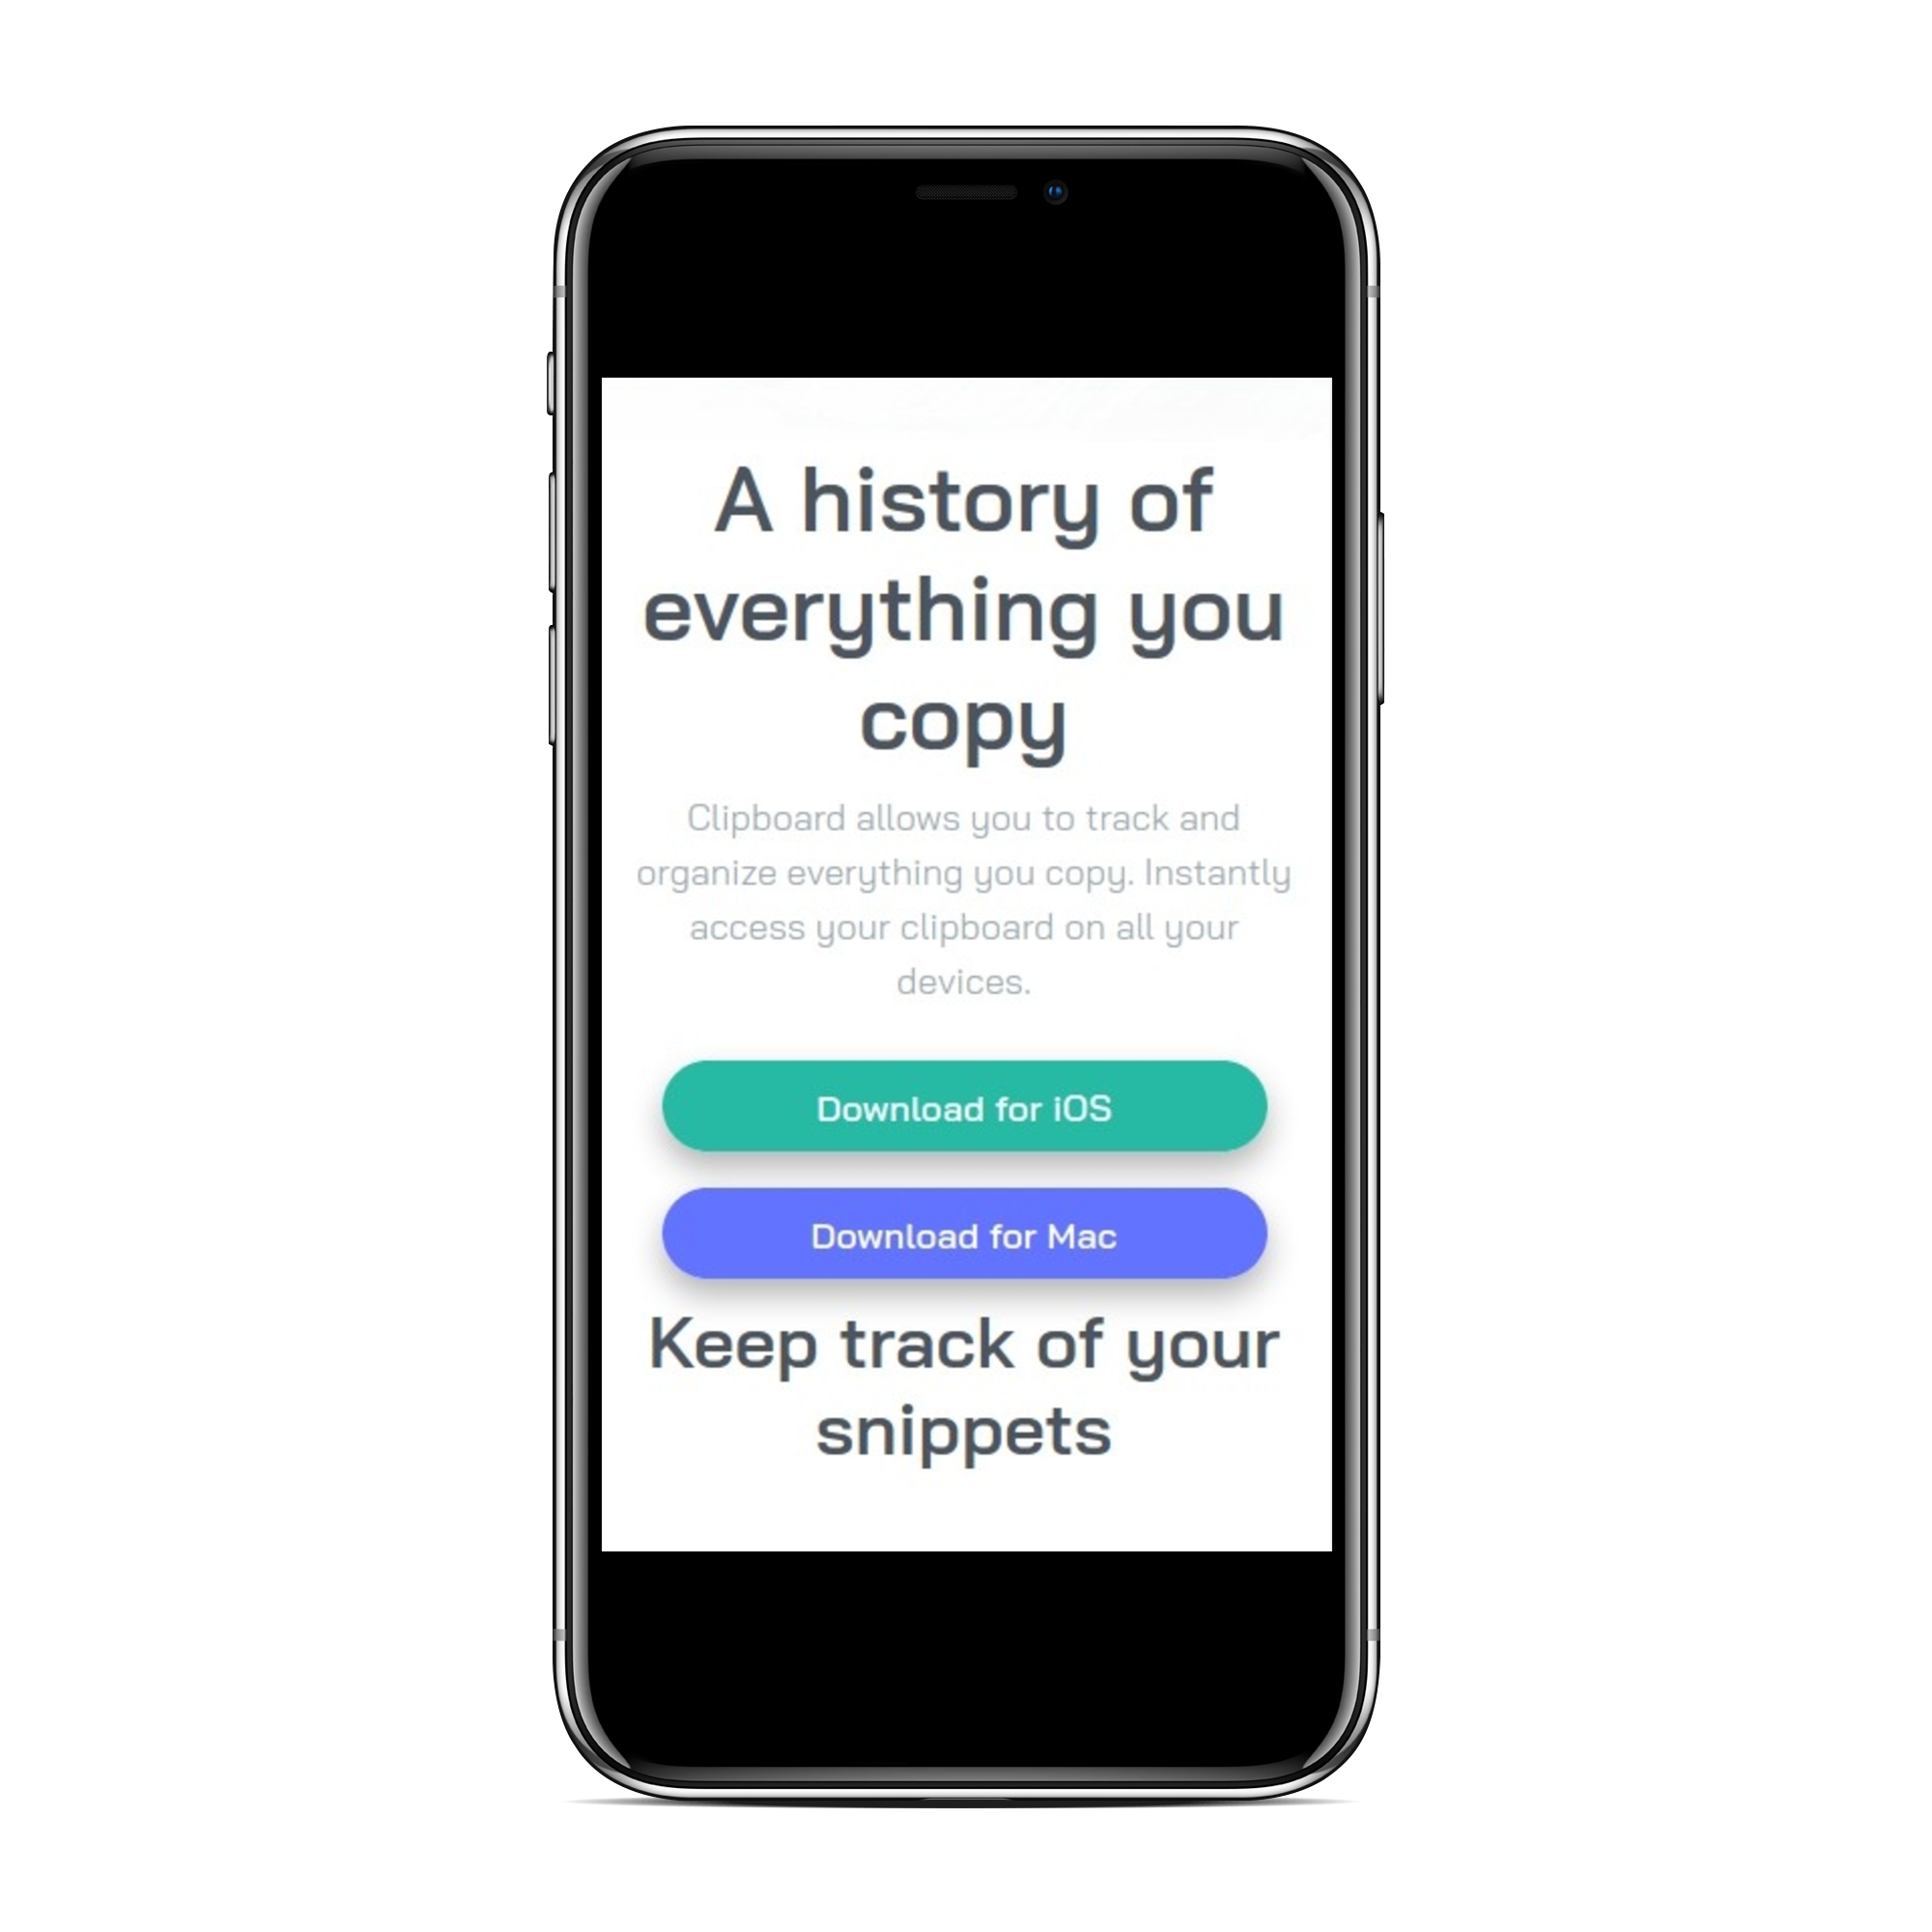 A history of
everything you
copy
Clipboard allows you to track and
organize everything you copy. Instantly
access your clipboard on all your
devices.
Download for iOS
Download for Mac
Keep track of your
snippets